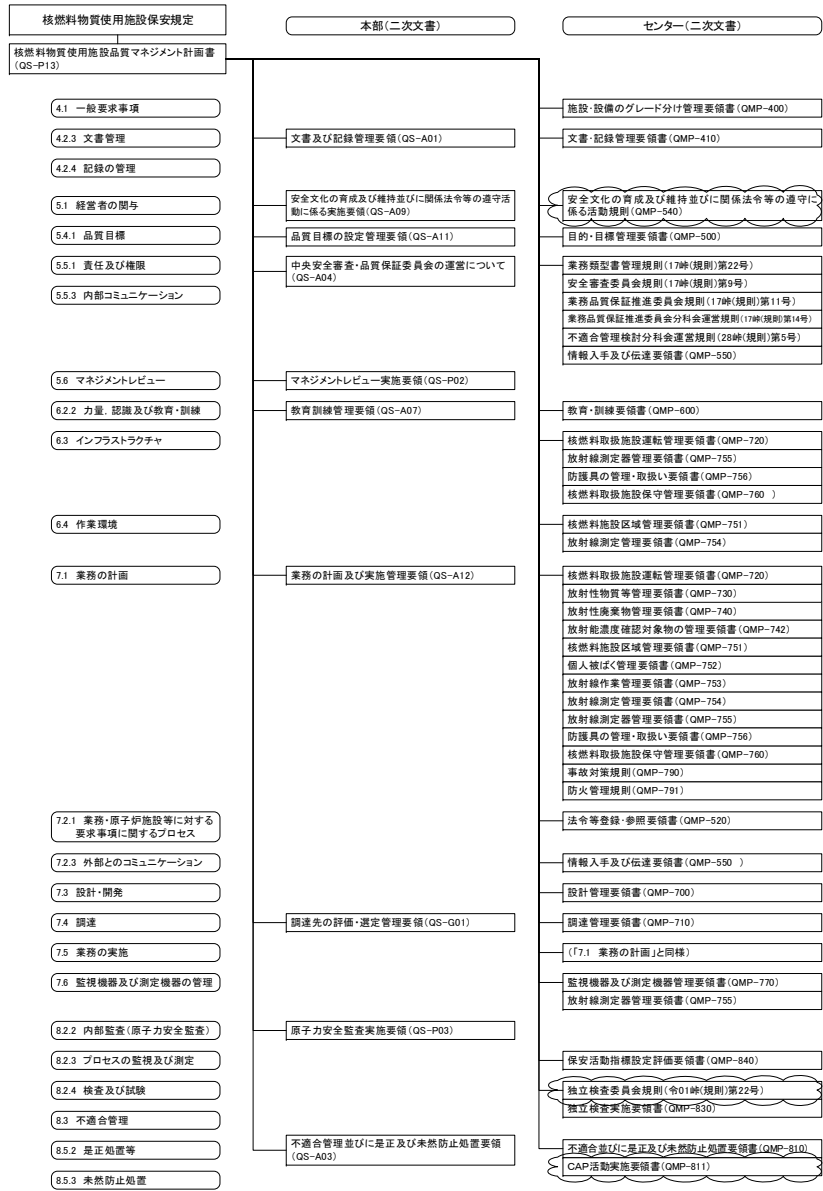 核燃料物質使用施設保安規定
本部(二次文書)
センター(二次文書)
核燃料物質使用施設品質マネジメント計画書
(QS-P13)
4.1 一般要求事項
施設・設備のグレード分け管理要領書(QMP-400)
4.2.3 文書管理
文書及び記録管理要領(QS-A01)
文書・記録管理要領書(QMP-410)
4.2.4 記録の管理
5.1 経営者の関与
安全文化の育成及び維持並びに関係法令等の遵守活
動に係る実施要領(QS-A09)
安全文化の育成及び維持並びに関係法令等の遵守に
係る活動規則(QMP-540)
5.4.1 品質目標
品質目標の設定管理要領(QS-A11)
目的・目標管理要領書(QMP-500)
5.5.1 責任及び権限
中央安全審査・品質保証委員会の運営について
(QS-A04)
業務類型書管理規則(17峠(規則)第22号)
安全審査委員会規則(17峠(規則)第9号)
5.5.3 内部コミュニケーション
業務品質保証推進委員会規則(17峠(規則)第11号)
業務品質保証推進委員会分科会運営規則(17峠(規則)第14号)
不適合管理検討分科会運営規則(28峠(規則)第5号)
情報入手及び伝達要領書(QMP-550)
5.6 マネジメントレビュー
マネジメントレビュー実施要領(QS-P02)
6.2.2 力量,認識及び教育・訓練
教育訓練管理要領(QS-A07)
教育・訓練要領書(QMP-600)
6.3 インフラストラクチャ
核燃料取扱施設運転管理要領書(QMP-720)
放射線測定器管理要領書(QMP-755)
防護具の管理・取扱い要領書(QMP-756)
核燃料取扱施設保守管理要領書(QMP-760 )
6.4 作業環境
核燃料施設区域管理要領書(QMP-751)
放射線測定管理要領書(QMP-754)
7.1 業務の計画
業務の計画及び実施管理要領(QS-A12)
核燃料取扱施設運転管理要領書(QMP-720)
放射性物質等管理要領書(QMP-730)
放射性廃棄物管理要領書(QMP-740)
放射能濃度確認対象物の管理要領書(QMP-742)
核燃料施設区域管理要領書(QMP-751)
個人被ばく管理要領書(QMP-752)
放射線作業管理要領書(QMP-753)
放射線測定管理要領書(QMP-754)
放射線測定器管理要領書(QMP-755)
防護具の管理・取扱い要領書(QMP-756)
核燃料取扱施設保守管理要領書(QMP-760)
事故対策規則(QMP-790)
防火管理規則(QMP-791)
7.2.1 業務・原子炉施設等に対する
要求事項に関するプロセス
法令等登録・参照要領書(QMP-520)
7.2.3 外部とのコミュニケーション
情報入手及び伝達要領書(QMP-550 )
7.3 設計・開発
設計管理要領書(QMP-700)
7.4 調達
調達先の評価・選定管理要領(QS-G01)
調達管理要領書(QMP-710)
7.5 業務の実施
(「7.1 業務の計画」と同様)
7.6 監視機器及び測定機器の管理
監視機器及び測定機器管理要領書(QMP-770)
放射線測定器管理要領書(QMP-755)
8.2.2 内部監査(原子力安全監査)
原子力安全監査実施要領(QS-P03)
8.2.3 プロセスの監視及び測定
保安活動指標設定評価要領書(QMP-840)
8.2.4 検査及び試験
独立検査委員会規則(令01峠(規則)第22号)
独立検査実施要領書(QMP-830)
8.3 不適合管理
8.5.2 是正処置等
不適合管理並びに是正及び未然防止処置要領
(QS-A03)
不適合並びに是正及び未然防止処置要領書(QMP-810)
CAP活動実施要領書(QMP-811)
8.5.3 未然防止処置